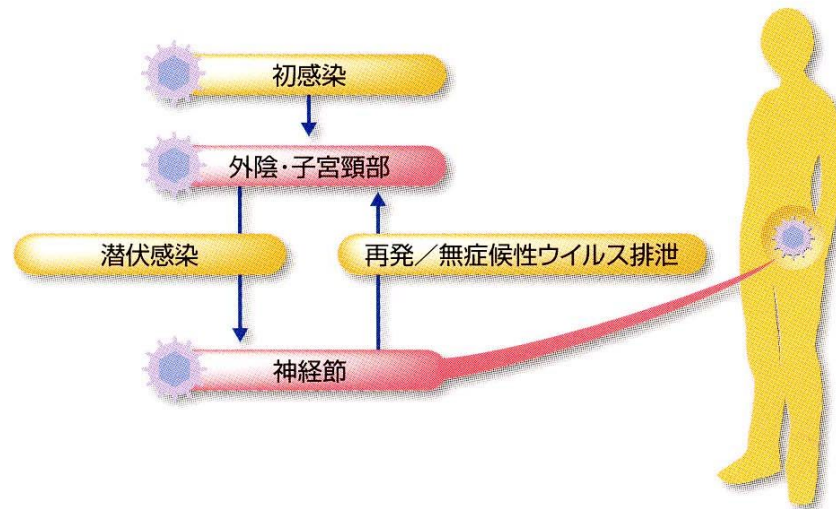 初感染
外陰・子宮頸部
潜伏感染
再発／無症候性ウイルス排泄
神経節